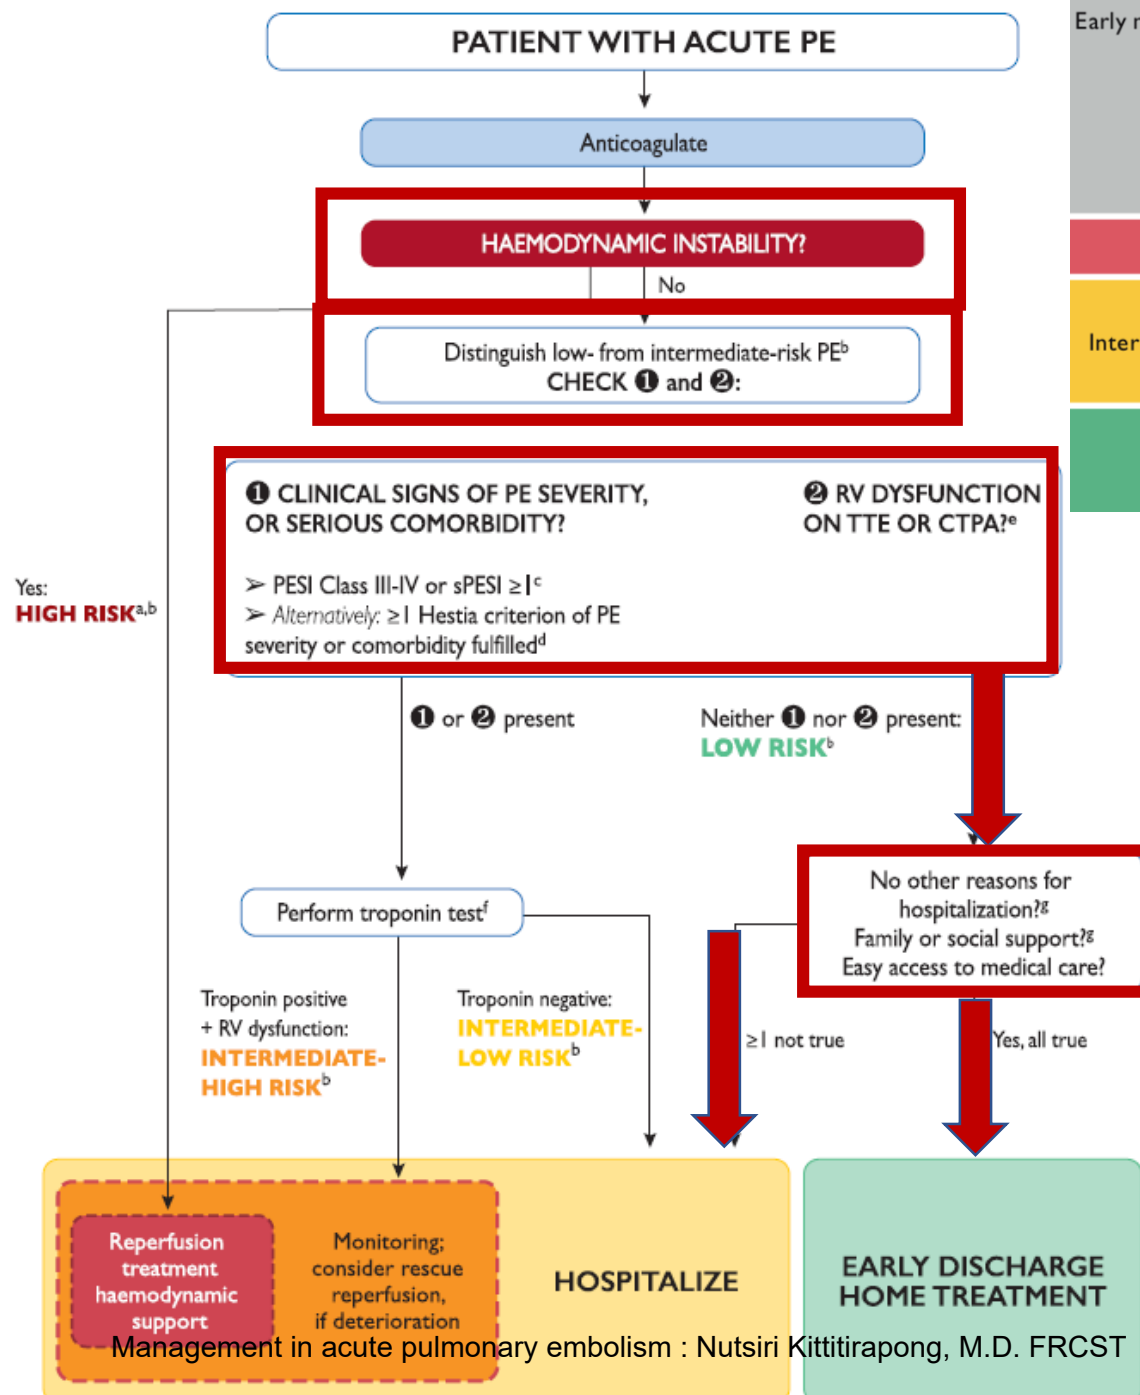 PATIENT WITH ACUTE PE
Early
Anticoagulate
HAEMODYNAMIC INSTABILITY?
No
Distinguish low- from intermediate-risk PEᵇ
CHECK ❶ and ❷:
Inter
❶ CLINICAL SIGNS OF PE SEVERITY,
OR SERIOUS COMORBIDITY?
➢ PESI Class III-IV or sPESI ≥1ᶜ
➢ Alternatively: ≥1 Hestia criterion of PE
severity or comorbidity fulfilledᵈ
❷ RV DYSFUNCTION
ON TTE OR CTPA?ᵉ
Yes:
HIGH RISKᵃ,ᵇ
❶ or ❷ present
Neither ❶ nor ❷ present:
LOW RISKᵇ
Perform troponin testᶠ
No other reasons for
hospitalization?ᵍ
Family or social support?ᵍ
Easy access to medical care?
Troponin positive
+ RV dysfunction:
INTERMEDIATE-
HIGH RISKᵇ
Troponin negative:
INTERMEDIATE-
LOW RISKᵇ
≥1 not true
Yes, all true
Reperfusion
treatment
haemodynamic
support
Monitoring;
consider rescue
reperfusion,
if deterioration
HOSPITALIZE
EARLY DISCHARGE
HOME TREATMENT
Management in acute pulmonary embolism : Nutsiri Kittitirapong, M.D. FRCST